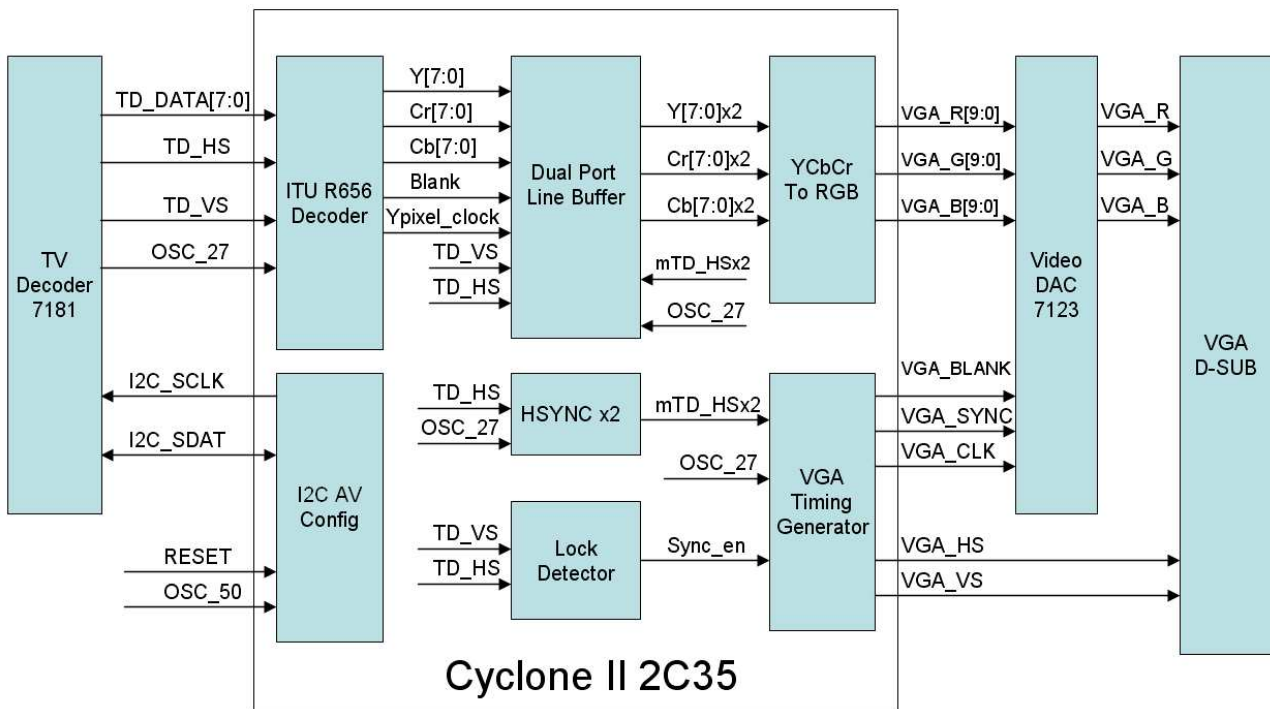 TV
Decoder
7181
TD_DATA[7:0]
TD_HS
TD_VS
OSC_27
I2C_SCLK
I2C_SDAT
RESET
OSC_50
ITU R656
Decoder
I2C AV
Config
Y[7:0]
Cr[7:0]
Cb[7:0]
Blank
Ypixel_clock
TD_VS
TD_HS
Dual Port
Line Buffer
Y[7:0]x2
Cr[7:0]x2
Cb[7:0]x2
mTD_HSx2
OSC_27
YCbCr
To RGB
TD_HS
OSC_27
HSYNC x2
mTD_HSx2
OSC_27
TD_VS
TD_HS
Lock
Detector
Sync_en
VGA
Timing
Generator
VGA_R[9:0]
VGA_G[9:0]
VGA_B[9:0]
VGA_BLANK
VGA_SYNC
VGA_CLK
VGA_HS
VGA_VS
Video
DAC
7123
VGA_R
VGA_G
VGA_B
VGA
D-SUB
Cyclone II 2C35